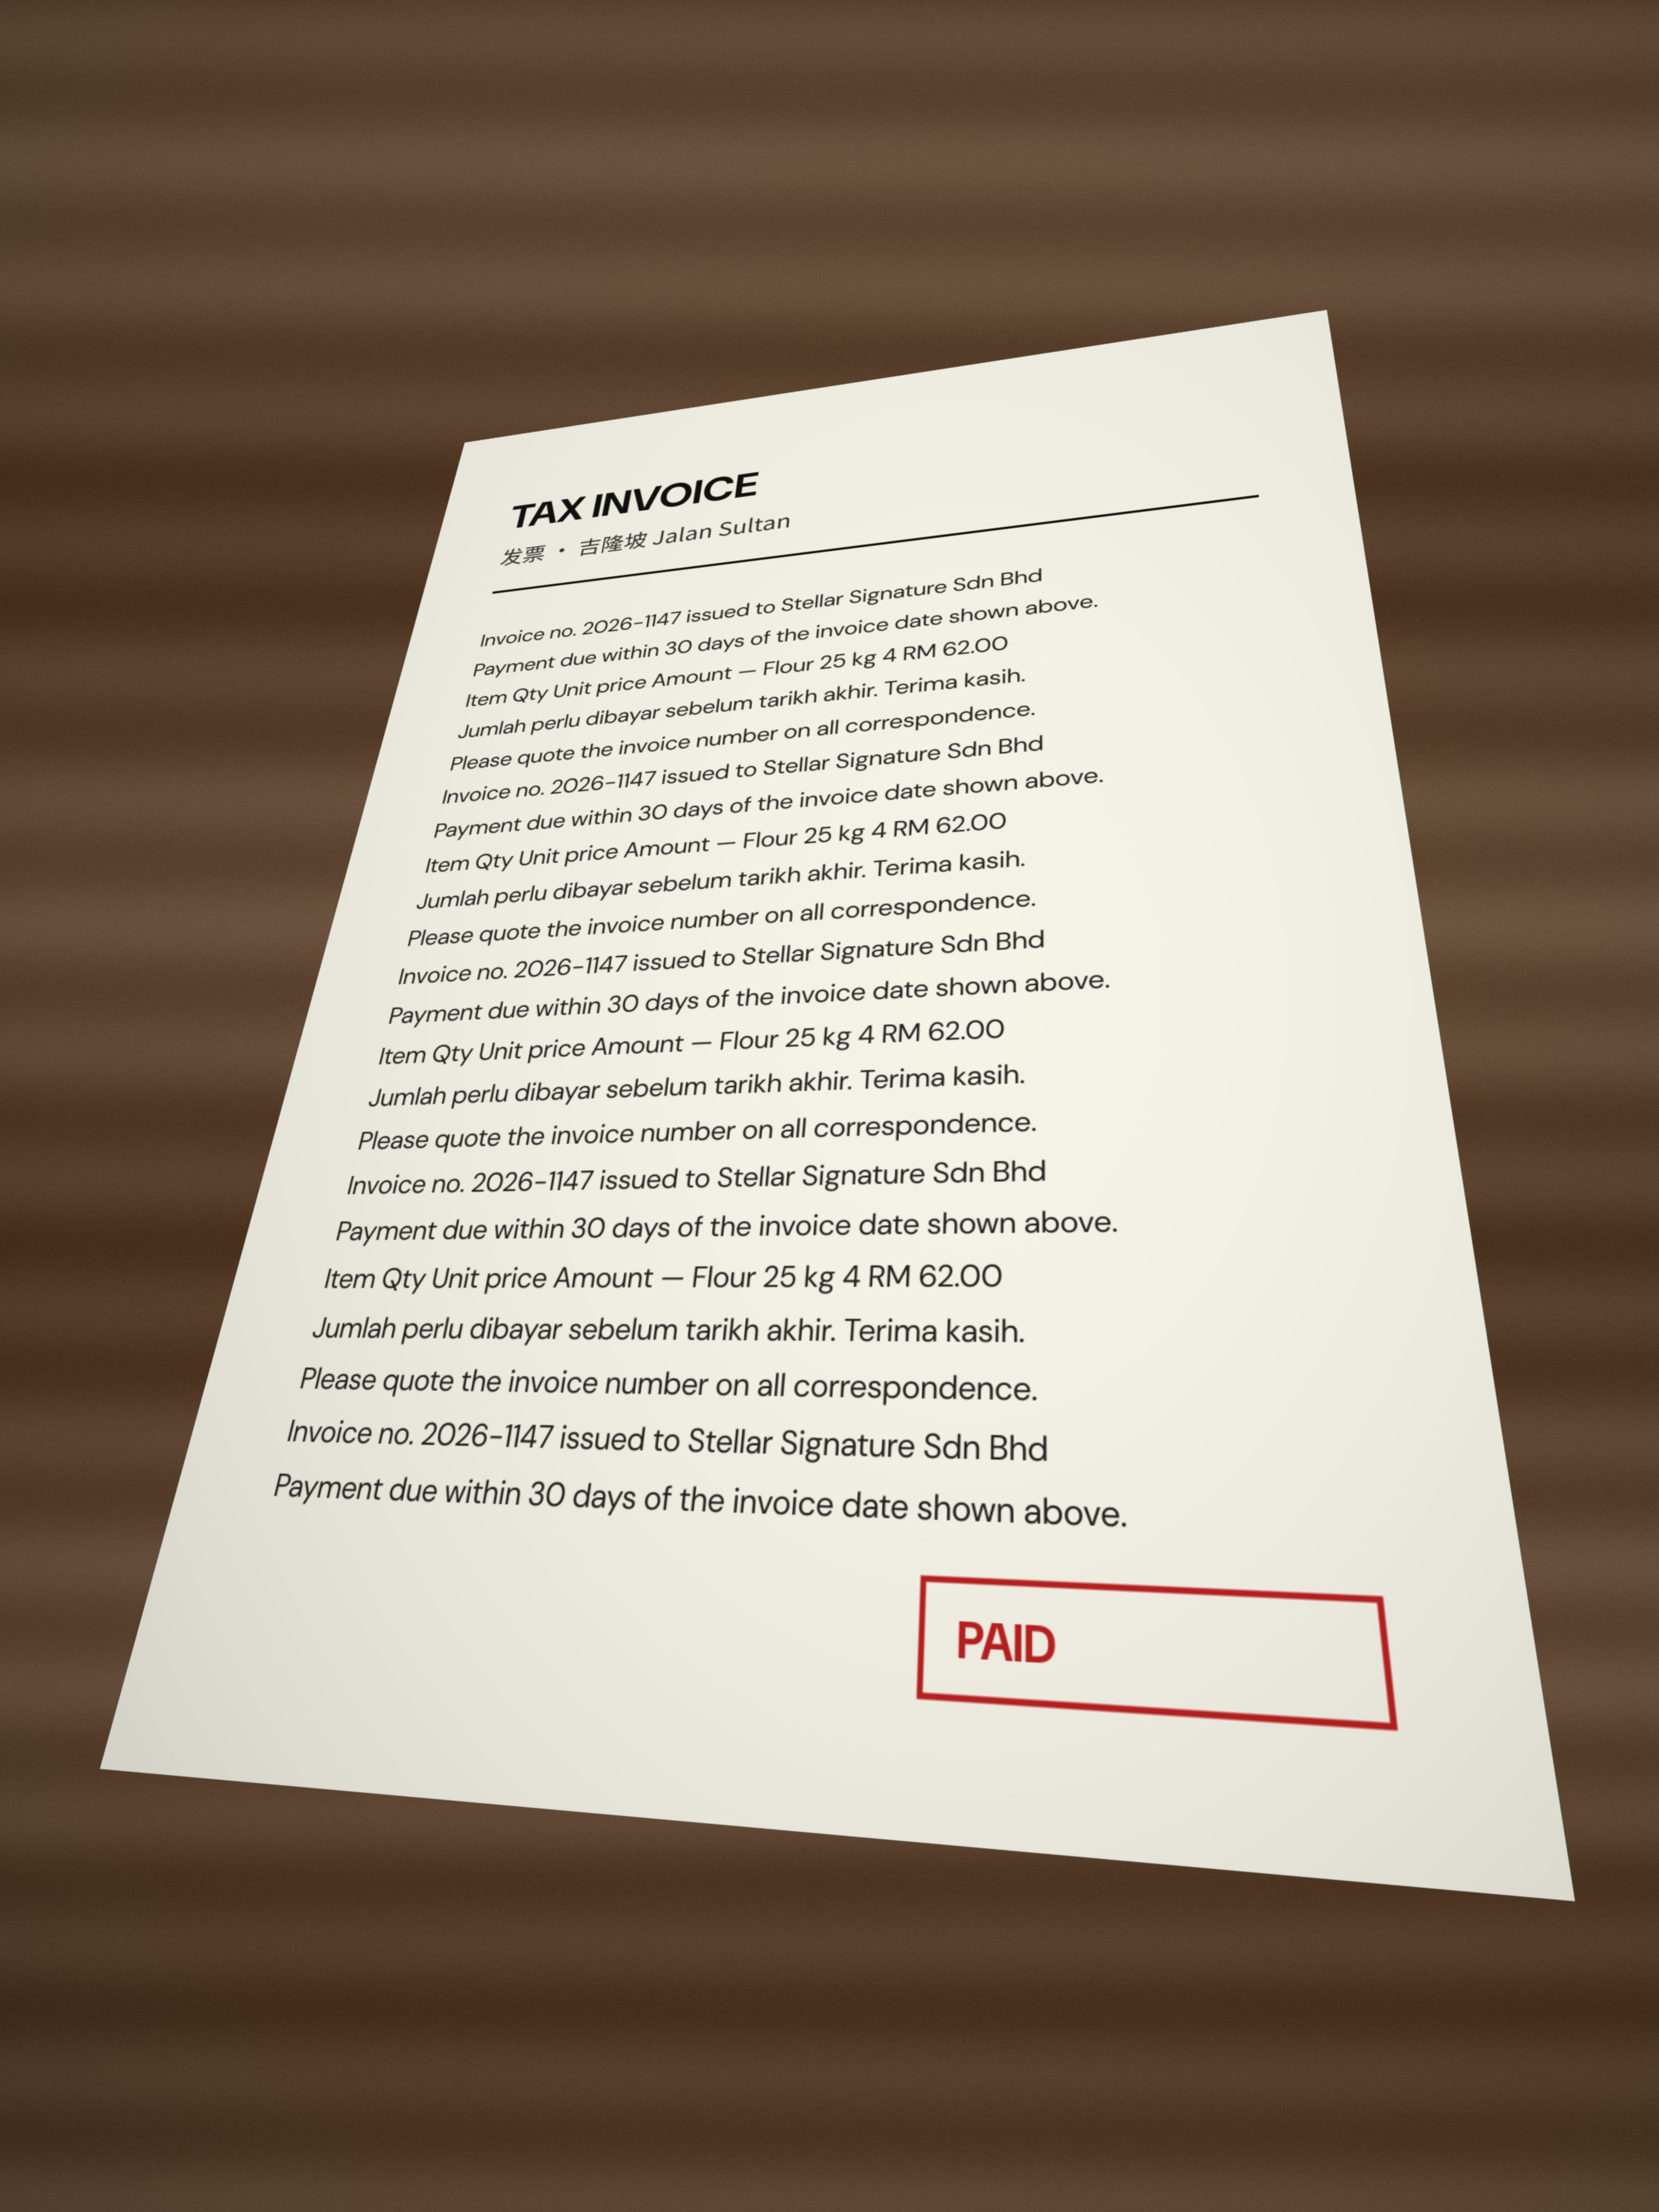 TAX INVOICE
发票 · 吉隆坡 Jalan Sultan
Invoice no. 2026-1147 issued to Stellar Signature Sdn Bhd
Payment due within 30 days of the invoice date shown above.
Item Qty Unit price Amount — Flour 25 kg 4 RM 62.00
Jumlah perlu dibayar sebelum tarikh akhir. Terima kasih.
Please quote the invoice number on all correspondence.
Invoice no. 2026-1147 issued to Stellar Signature Sdn Bhd
Payment due within 30 days of the invoice date shown above.
Item Qty Unit price Amount — Flour 25 kg 4 RM 62.00
Jumlah perlu dibayar sebelum tarikh akhir. Terima kasih.
Please quote the invoice number on all correspondence.
Invoice no. 2026-1147 issued to Stellar Signature Sdn Bhd
Payment due within 30 days of the invoice date shown above.
Item Qty Unit price Amount — Flour 25 kg 4 RM 62.00
Jumlah perlu dibayar sebelum tarikh akhir. Terima kasih.
Please quote the invoice number on all correspondence.
Invoice no. 2026-1147 issued to Stellar Signature Sdn Bhd
Payment due within 30 days of the invoice date shown above.
Item Qty Unit price Amount — Flour 25 kg 4 RM 62.00
Jumlah perlu dibayar sebelum tarikh akhir. Terima kasih.
Please quote the invoice number on all correspondence.
Invoice no. 2026-1147 issued to Stellar Signature Sdn Bhd
Payment due within 30 days of the invoice date shown above.
PAID